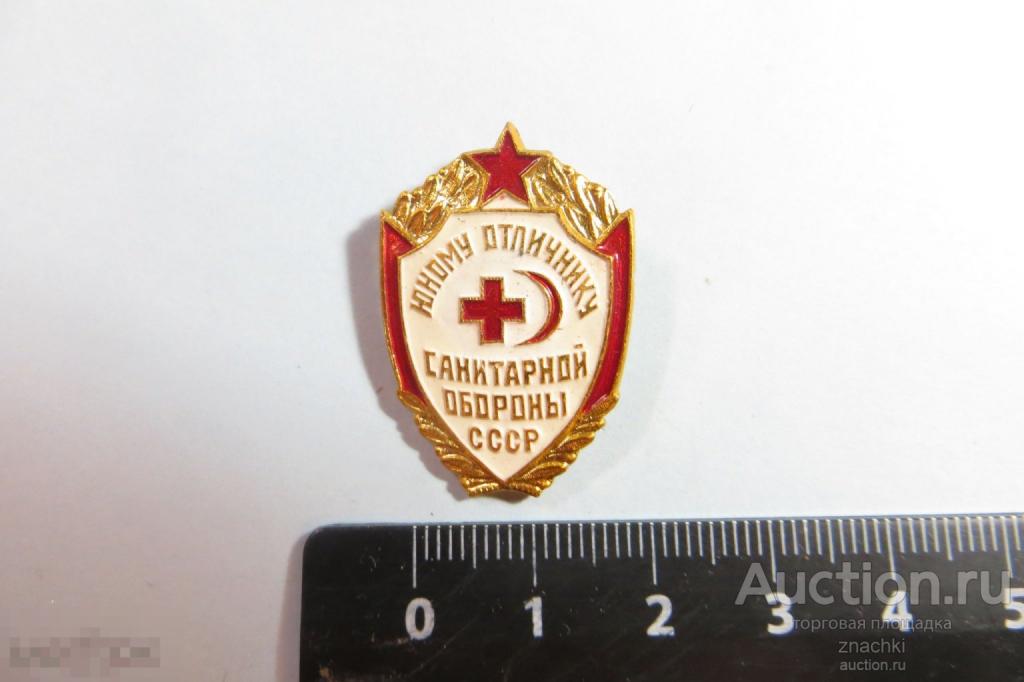 ЮНОМУ ОТЛИЧНИКУ
САНИТАРНОЙ
ОБОРОНЫ
СССР
0 1 2 3 4 5
Auction.ru
торговая площадка
znachki
auction.ru